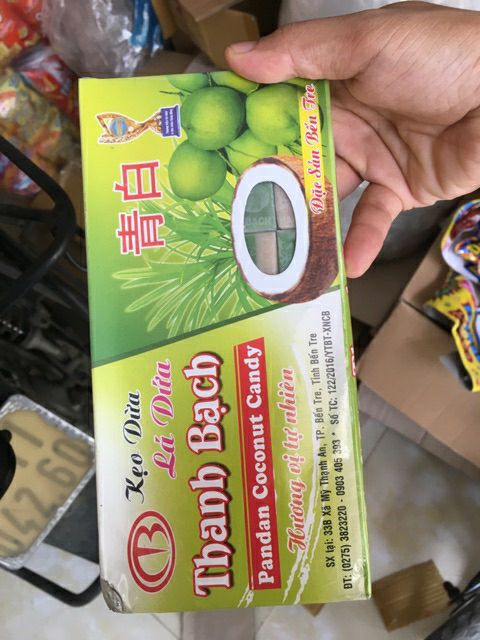 青白
Đặc Sản Bến Tre
Kẹo Dừa
Lá Dứa
Thanh Bạch
Pandan Coconut Candy
Hương vị tự nhiên
SX tại: 33B Xã Mỹ Thạnh An, TP. Bến Tre, Tỉnh Bến Tre
ĐT: (0275) 3823220 - 0903 405 393 * Số TC: 122/2016/YTBT-XNCB